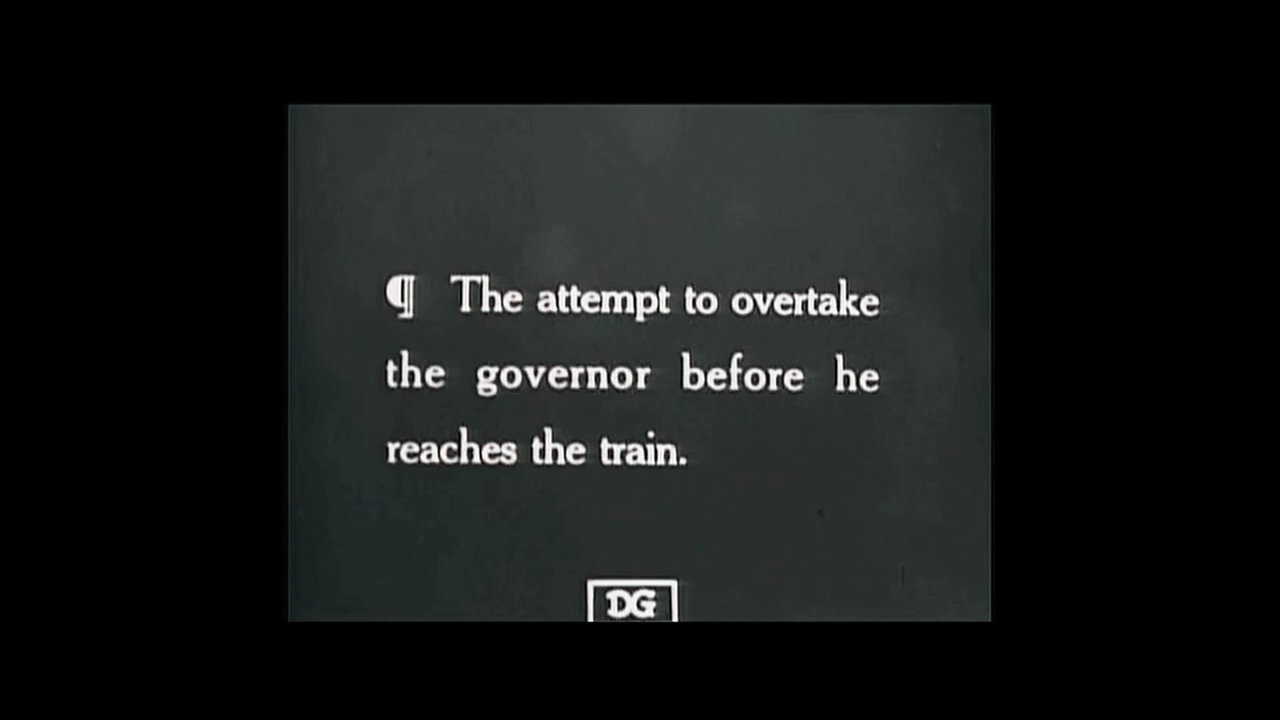 ¶ The attempt to overtake
the governor before he
reaches the train.
DG